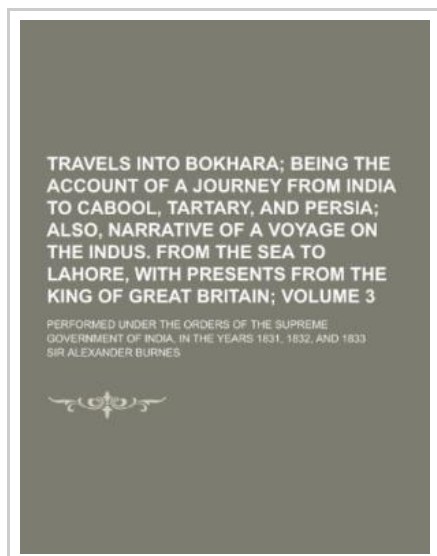 TRAVELS INTO BOKHARA; BEING THE
ACCOUNT OF A JOURNEY FROM INDIA
TO CABOOL, TARTARY, AND PERSIA;
ALSO, NARRATIVE OF A VOYAGE ON
THE INDUS. FROM THE SEA TO
LAHORE, WITH PRESENTS FROM THE
KING OF GREAT BRITAIN; VOLUME 3
PERFORMED UNDER THE ORDERS OF THE SUPREME
GOVERNMENT OF INDIA, IN THE YEARS 1831, 1832, AND 1833
SIR ALEXANDER BURNES